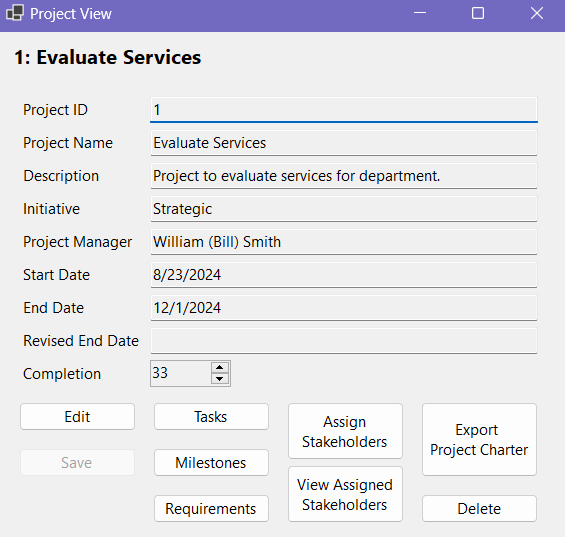 Project View
1: Evaluate Services
Project ID 1
Project Name Evaluate Services
Description Project to evaluate services for department.
Initiative Strategic
Project Manager William (Bill) Smith
Start Date 8/23/2024
End Date 12/1/2024
Revised End Date
Completion 33
Edit
Save
Tasks
Milestones
Requirements
Assign
Stakeholders
View Assigned
Stakeholders
Export
Project Charter
Delete